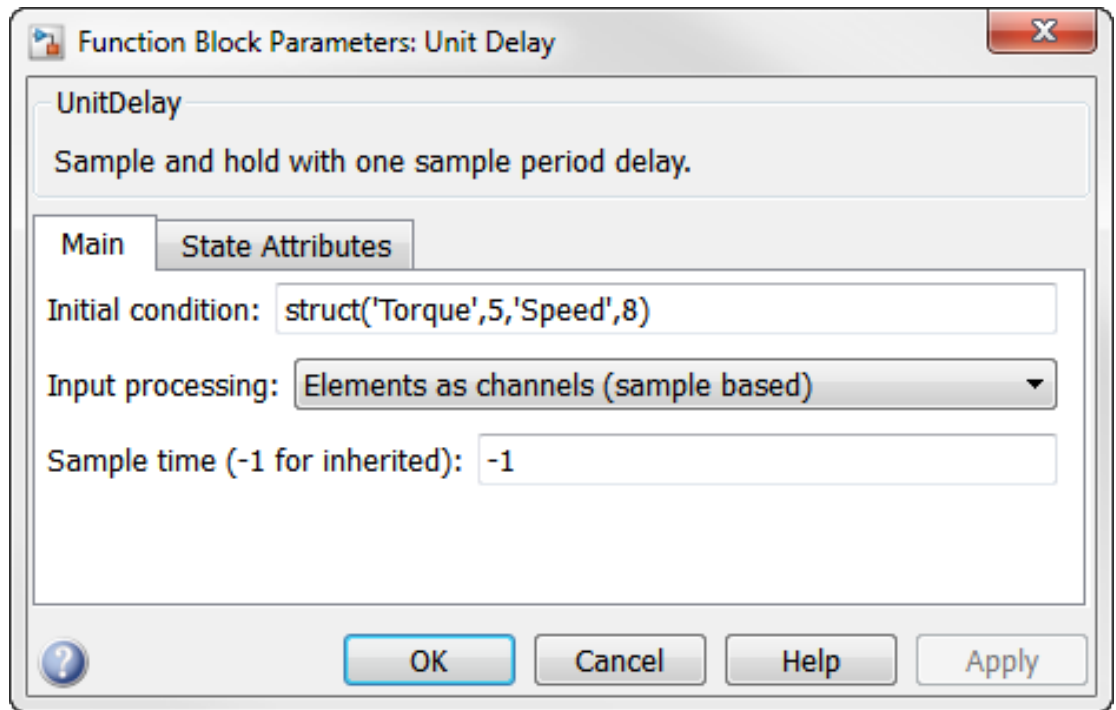 Function Block Parameters: Unit Delay
UnitDelay
Sample and hold with one sample period delay.
Main State Attributes
Initial condition: struct('Torque',5,'Speed',8)
Input processing: Elements as channels (sample based)
Sample time (-1 for inherited): -1
? OK Cancel Help Apply